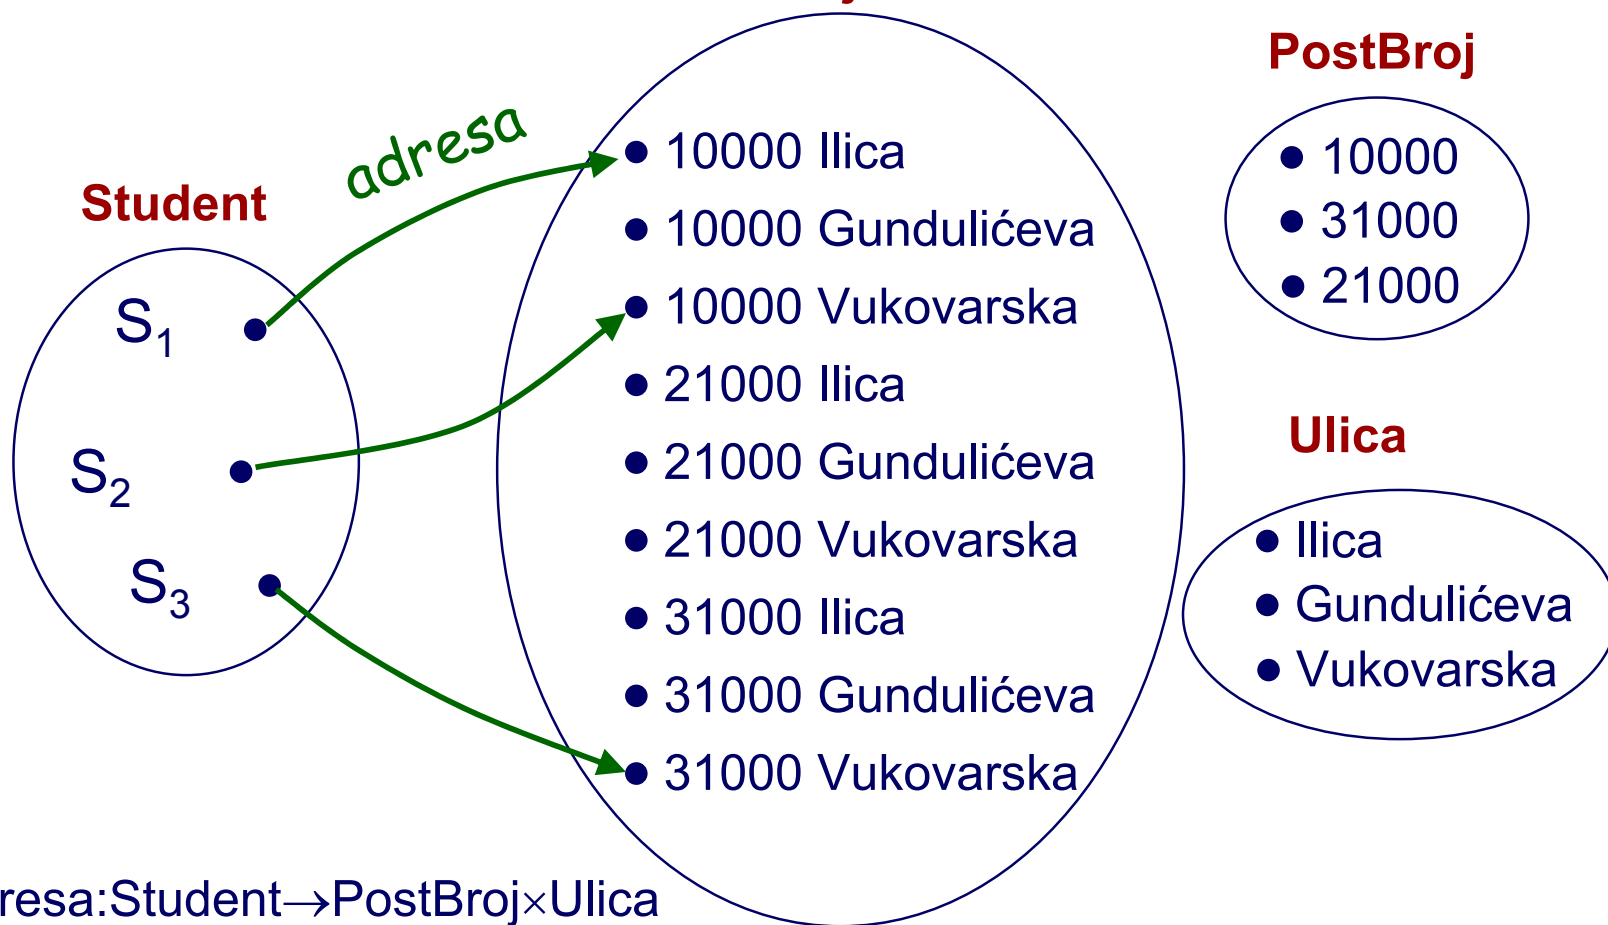 PostBroj
10000
31000
21000
adresa
Student
S1
S2
S3
10000 Ilica
10000 Gundulićeva
10000 Vukovarska
21000 Ilica
21000 Gundulićeva
21000 Vukovarska
31000 Ilica
31000 Gundulićeva
31000 Vukovarska
Ulica
Ilica
Gundulićeva
Vukovarska
resa:Student→PostBroj×Ulica